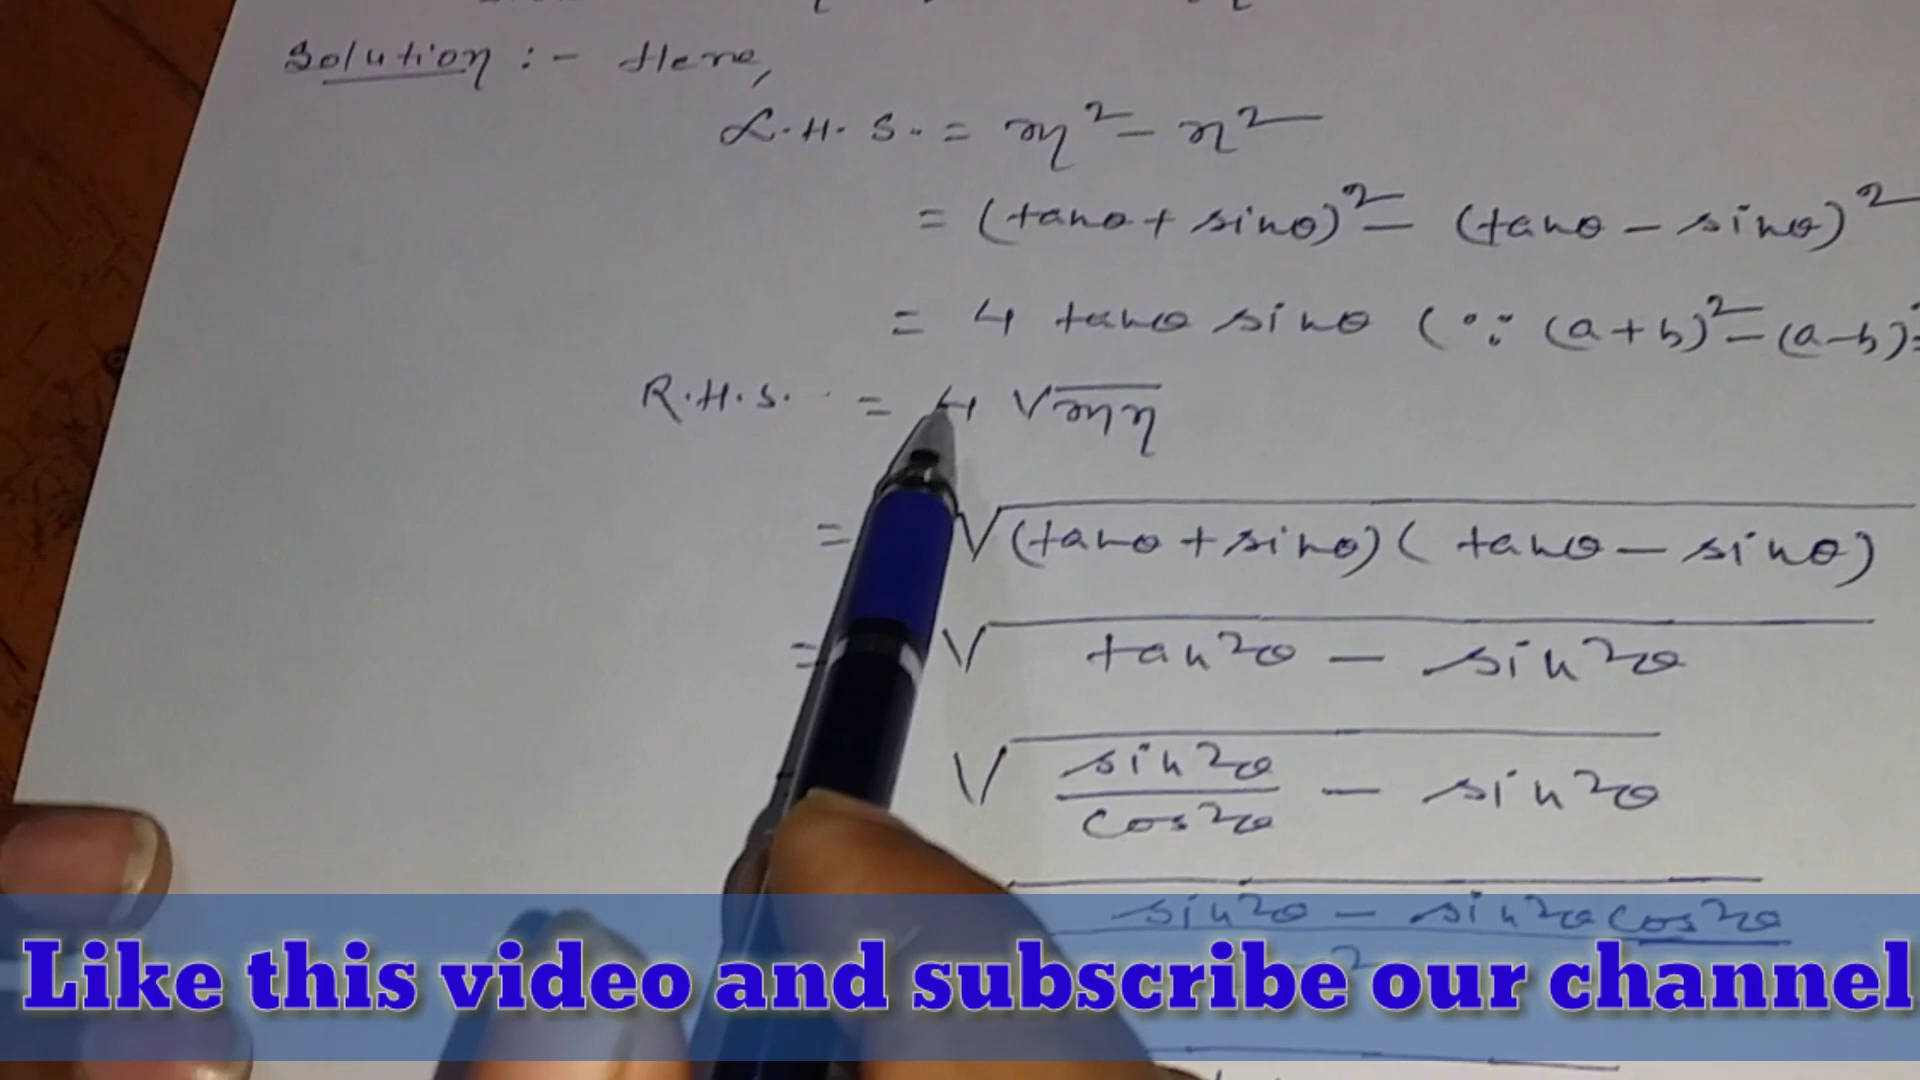 Solution :- Here,
L.H.S. = m² - n²
= (tanθ + sinθ)² - (tanθ - sinθ)²
= 4 tanθ sinθ (∵ (a+b)² - (a-b)²
R.H.S. = 4 √mn
= √(tanθ + sinθ)(tanθ - sinθ)
= √tan²θ - sin²θ
√sin²θ/cos²θ - sin²θ
sin²θ - sin²θ cos²θ
Like this video and subscribe our channel